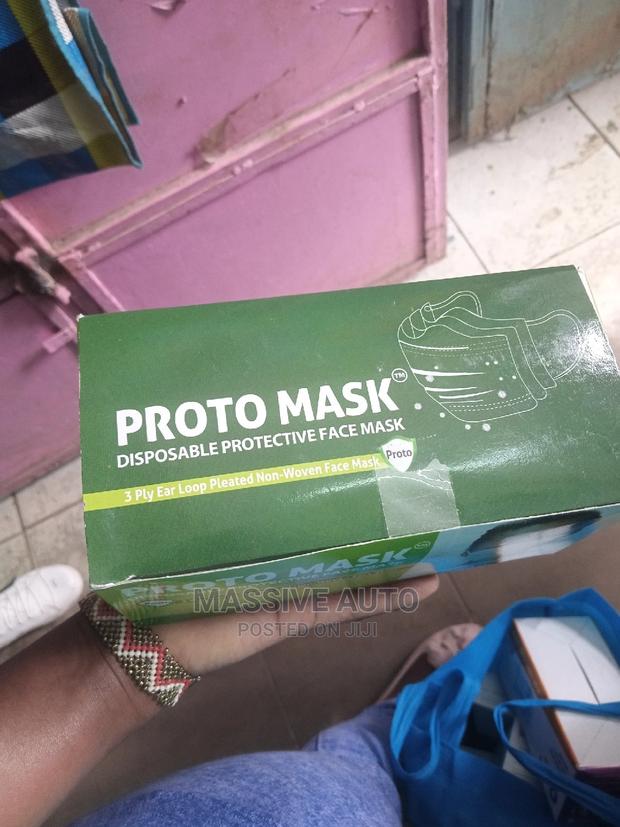 PROTO MASK™
DISPOSABLE PROTECTIVE FACE MASK
3 Ply Ear Loop Pleated Non-Woven Face Mask
Proto
PROTO MASK
MASSIVE AUTO
POSTED ON JIJI